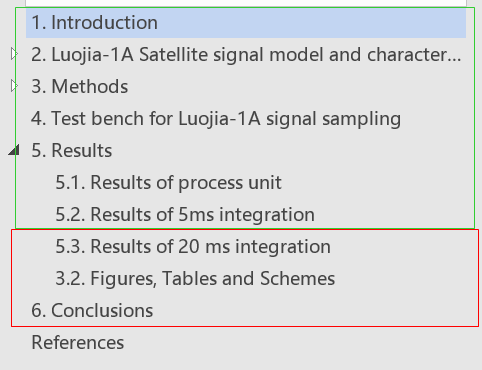 1. Introduction
2. Luojia-1A Satellite signal model and character...
3. Methods
4. Test bench for Luojia-1A signal sampling
5. Results
5.1. Results of process unit
5.2. Results of 5ms integration
5.3. Results of 20 ms integration
3.2. Figures, Tables and Schemes
6. Conclusions
References